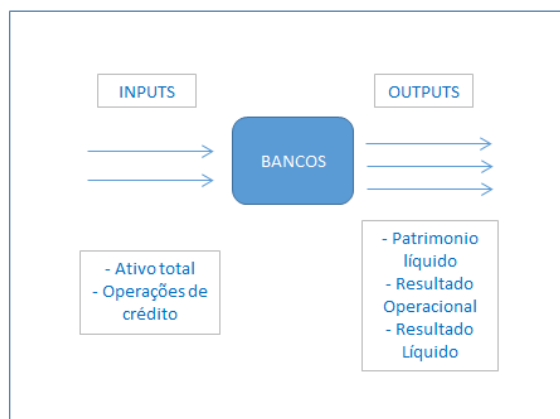 INPUTS
OUTPUTS
BANCOS
- Ativo total
- Operações de
crédito
- Patrimonio
líquido
- Resultado
Operacional
- Resultado
Líquido